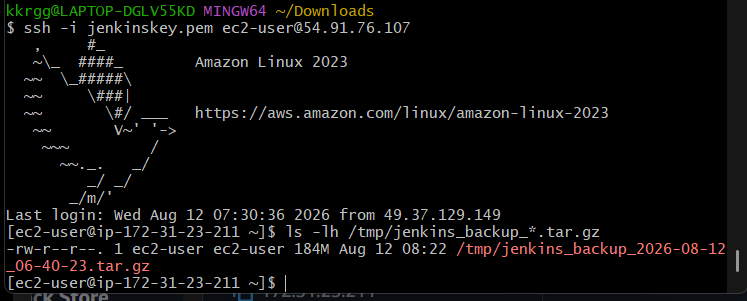 kkrgg@LAPTOP-DGLV55KD MINGW64 ~/Downloads
$ ssh -i jenkinskey.pem ec2-user@54.91.76.107
   ,     #_
   ~\_  ####_        Amazon Linux 2023
  ~~  \_#####\
  ~~     \###|
  ~~       \#/ ___   https://aws.amazon.com/linux/amazon-linux-2023
   ~~       V~' '->
    ~~~         /
      ~~._.   _/
         _/ _/
       _/m/'
Last login: Wed Aug 12 07:30:36 2026 from 49.37.129.149
[ec2-user@ip-172-31-23-211 ~]$ ls -lh /tmp/jenkins_backup_*.tar.gz
-rw-r--r--. 1 ec2-user ec2-user 184M Aug 12 08:22 /tmp/jenkins_backup_2026-08-12
_06-40-23.tar.gz
[ec2-user@ip-172-31-23-211 ~]$